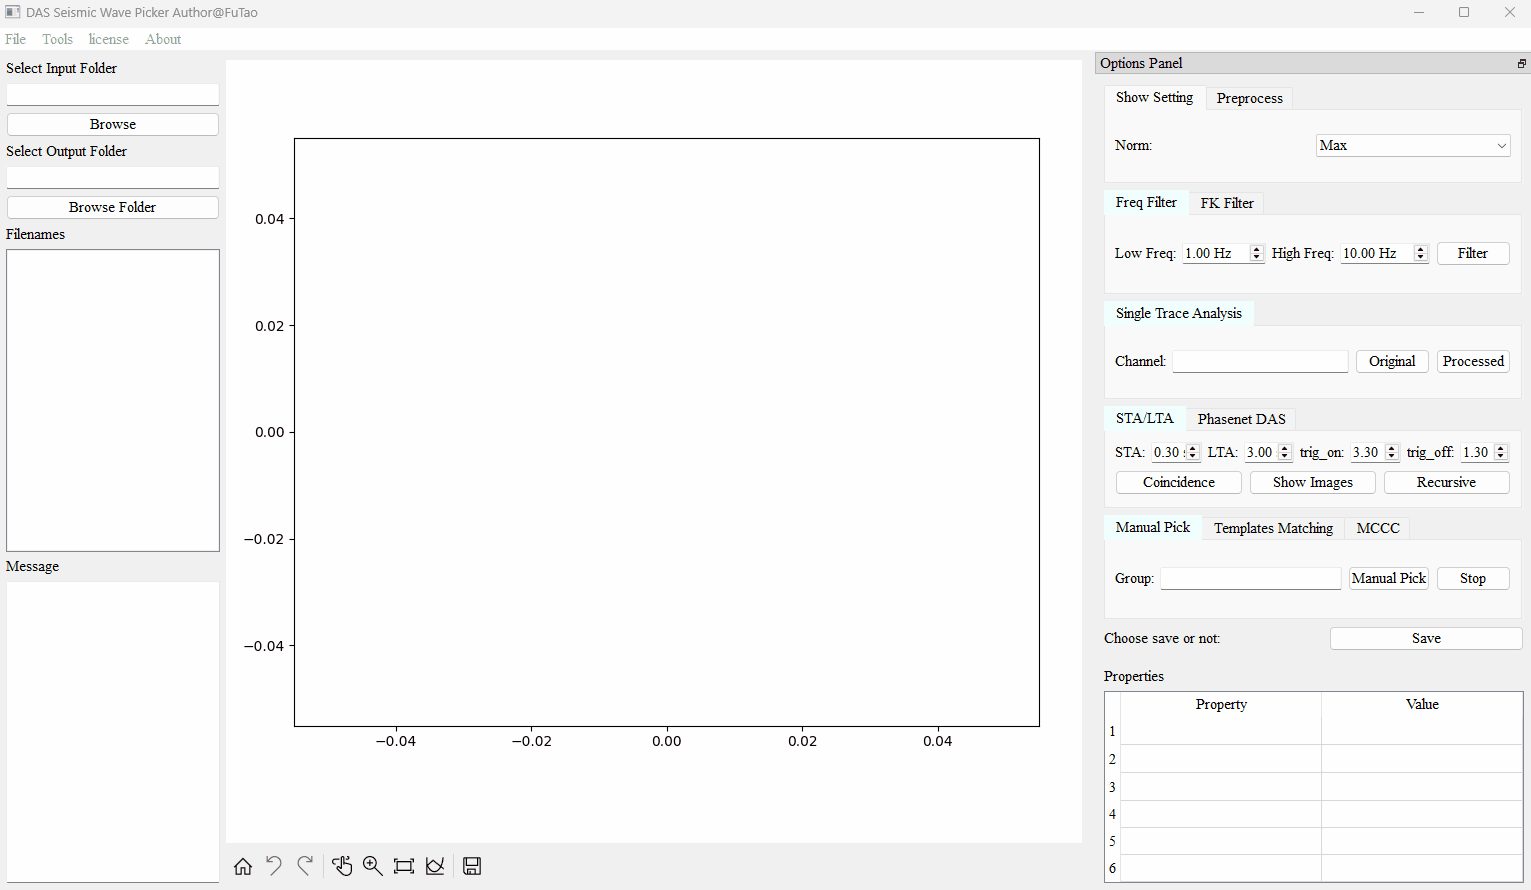 DAS Seismic Wave Picker Author@FuTao
File Tools license About
Select Input Folder
Browse
Select Output Folder
Browse Folder
Filenames
Message
0.04
0.02
0.00
−0.02
−0.04
−0.04 −0.02 0.00 0.02 0.04
Options Panel
Show Setting Preprocess
Norm: Max
Freq Filter FK Filter
Low Freq: 1.00 Hz High Freq: 10.00 Hz Filter
Single Trace Analysis
Channel: Original Processed
STA/LTA Phasenet DAS
STA: 0.30 LTA: 3.00 trig_on: 3.30 trig_off: 1.30
Coincidence Show Images Recursive
Manual Pick Templates Matching MCCC
Group: Manual Pick Stop
Choose save or not: Save
Properties
Property Value
1
2
3
4
5
6